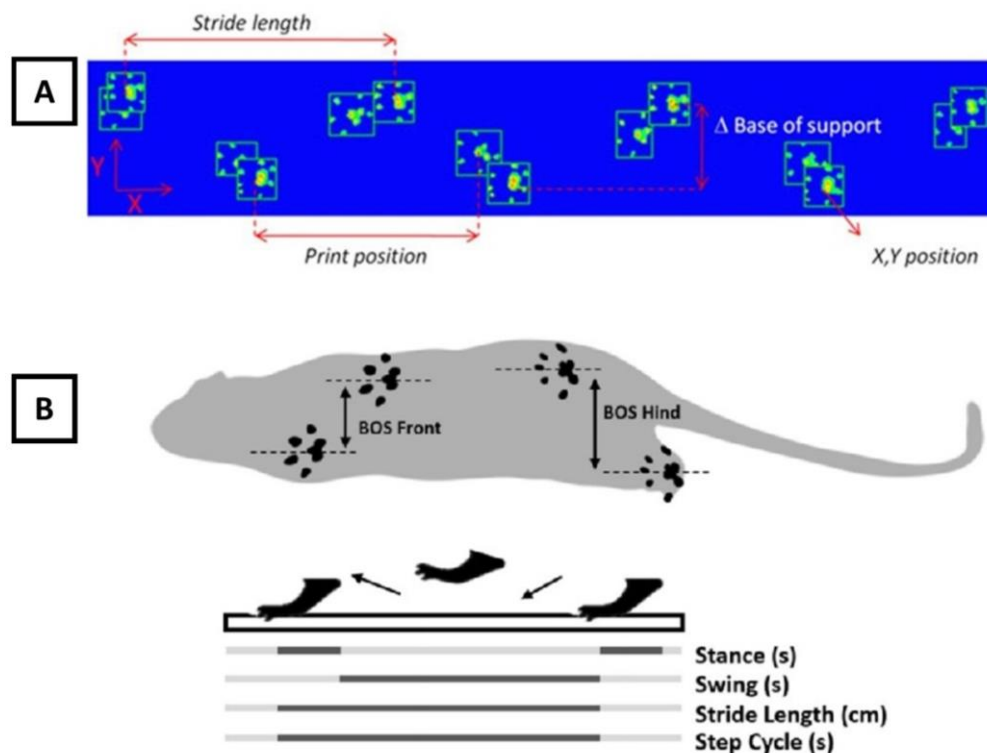 Stride length
A
Δ Base of support
Y
X
Print position
X,Y position
B
BOS Front
BOS Hind
Stance (s)
Swing (s)
Stride Length (cm)
Step Cycle (s)